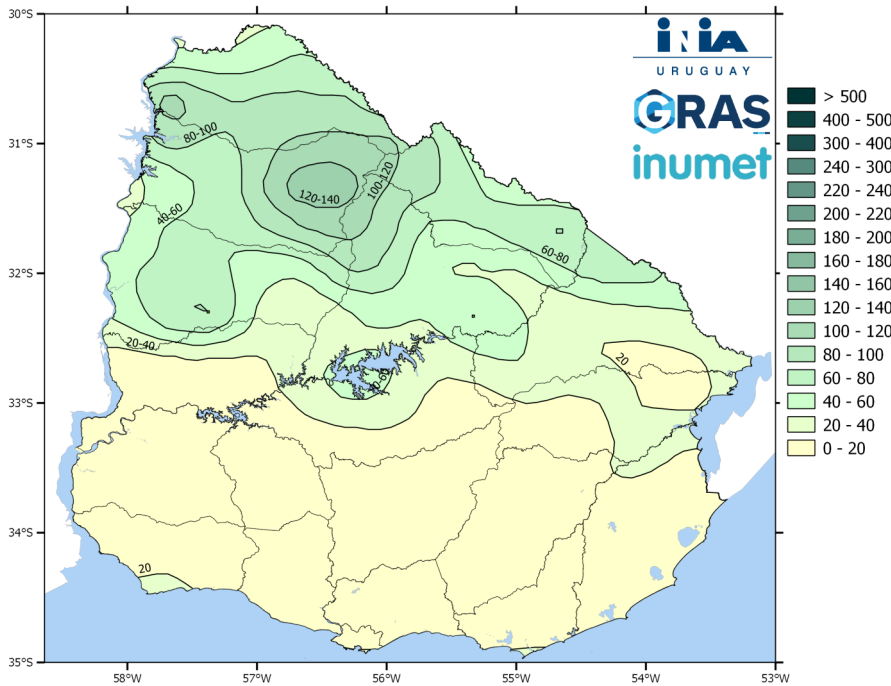 30°S
31°S
32°S
33°S
34°S
35°S
58°W
57°W
56°W
55°W
54°W
53°W
iNiA
URUGUAY
GRAS
inumet
> 500
400 - 500
300 - 400
240 - 300
220 - 240
200 - 220
180 - 200
160 - 180
140 - 160
120 - 140
100 - 120
80 - 100
60 - 80
40 - 60
20 - 40
0 - 20
80-100
120-140
100-120
40-60
60-80
20-40
20
20